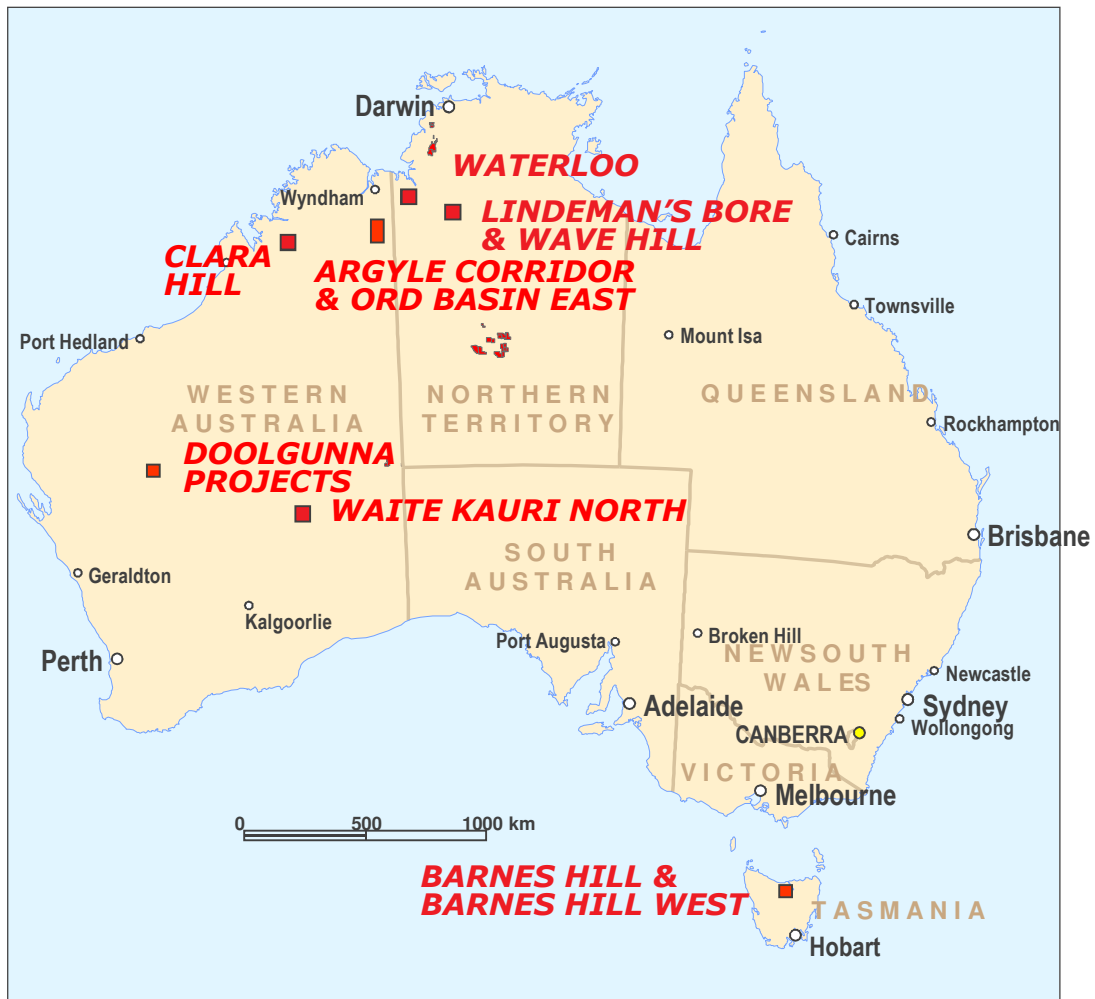 Darwin
WATERLOO
Wyndham
LINDEMAN'S BORE
& WAVE HILL
Cairns
CLARA
HILL
ARGYLE CORRIDOR
& ORD BASIN EAST
Townsville
Port Hedland
Mount Isa
WESTERN
AUSTRALIA
NORTHERN
TERRITORY
QUEENSLAND
Rockhampton
DOOLGUNNA
PROJECTS
WAITE KAURI NORTH
Brisbane
SOUTH
AUSTRALIA
Geraldton
Kalgoorlie
Port Augusta
Broken Hill
NEWSOUTH
WALES
Perth
Newcastle
Adelaide
Sydney
Wollongong
CANBERRA
VICTORIA
Melbourne
0 500 1000 km
BARNES HILL &
BARNES HILL WEST
TASMANIA
Hobart